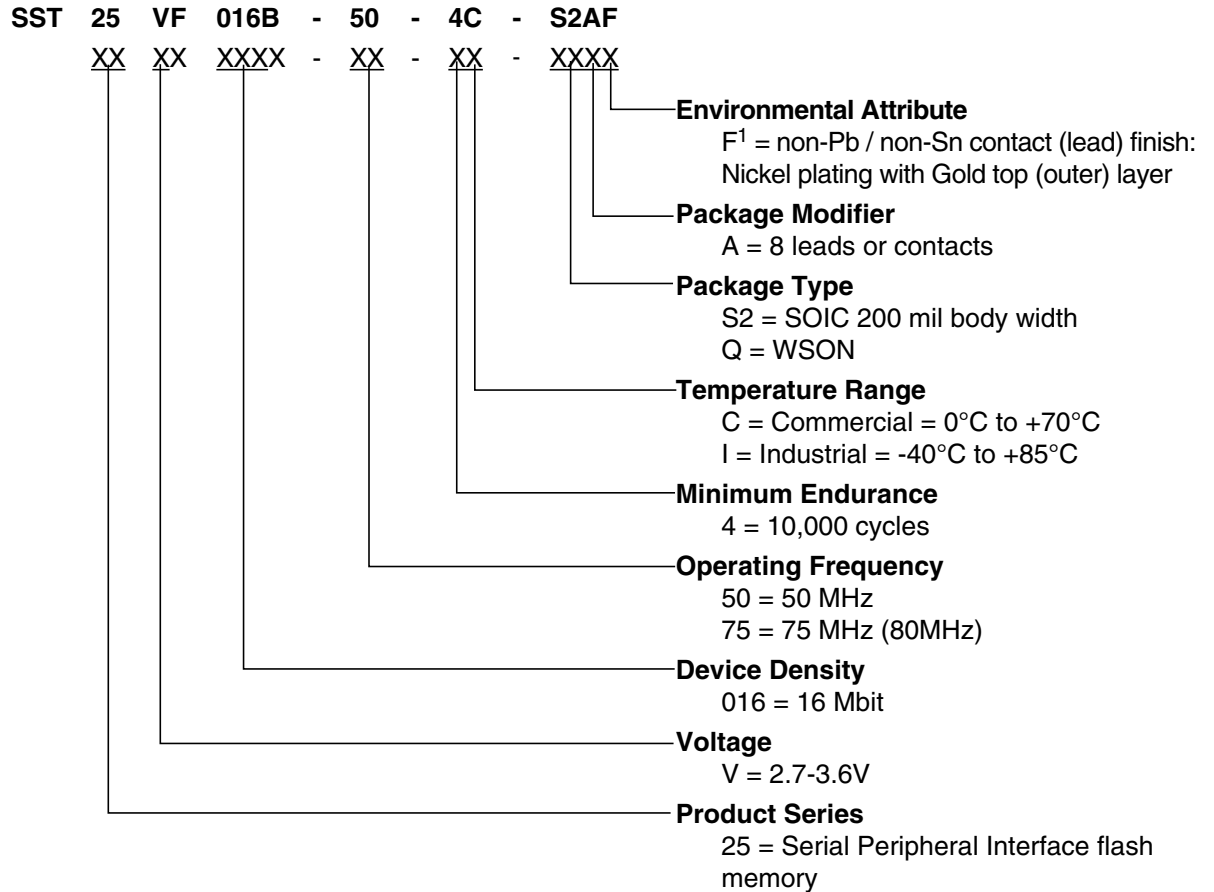 SST 25 VF 016B - 50 - 4C - S2AF
XX XX XXXX - XX - XX - XXXX
Environmental Attribute
F1 = non-Pb / non-Sn contact (lead) finish:
Nickel plating with Gold top (outer) layer
Package Modifier
A = 8 leads or contacts
Package Type
S2 = SOIC 200 mil body width
Q = WSON
Temperature Range
C = Commercial = 0°C to +70°C
I = Industrial = -40°C to +85°C
Minimum Endurance
4 = 10,000 cycles
Operating Frequency
50 = 50 MHz
75 = 75 MHz (80MHz)
Device Density
016 = 16 Mbit
Voltage
V = 2.7-3.6V
Product Series
25 = Serial Peripheral Interface flash
memory